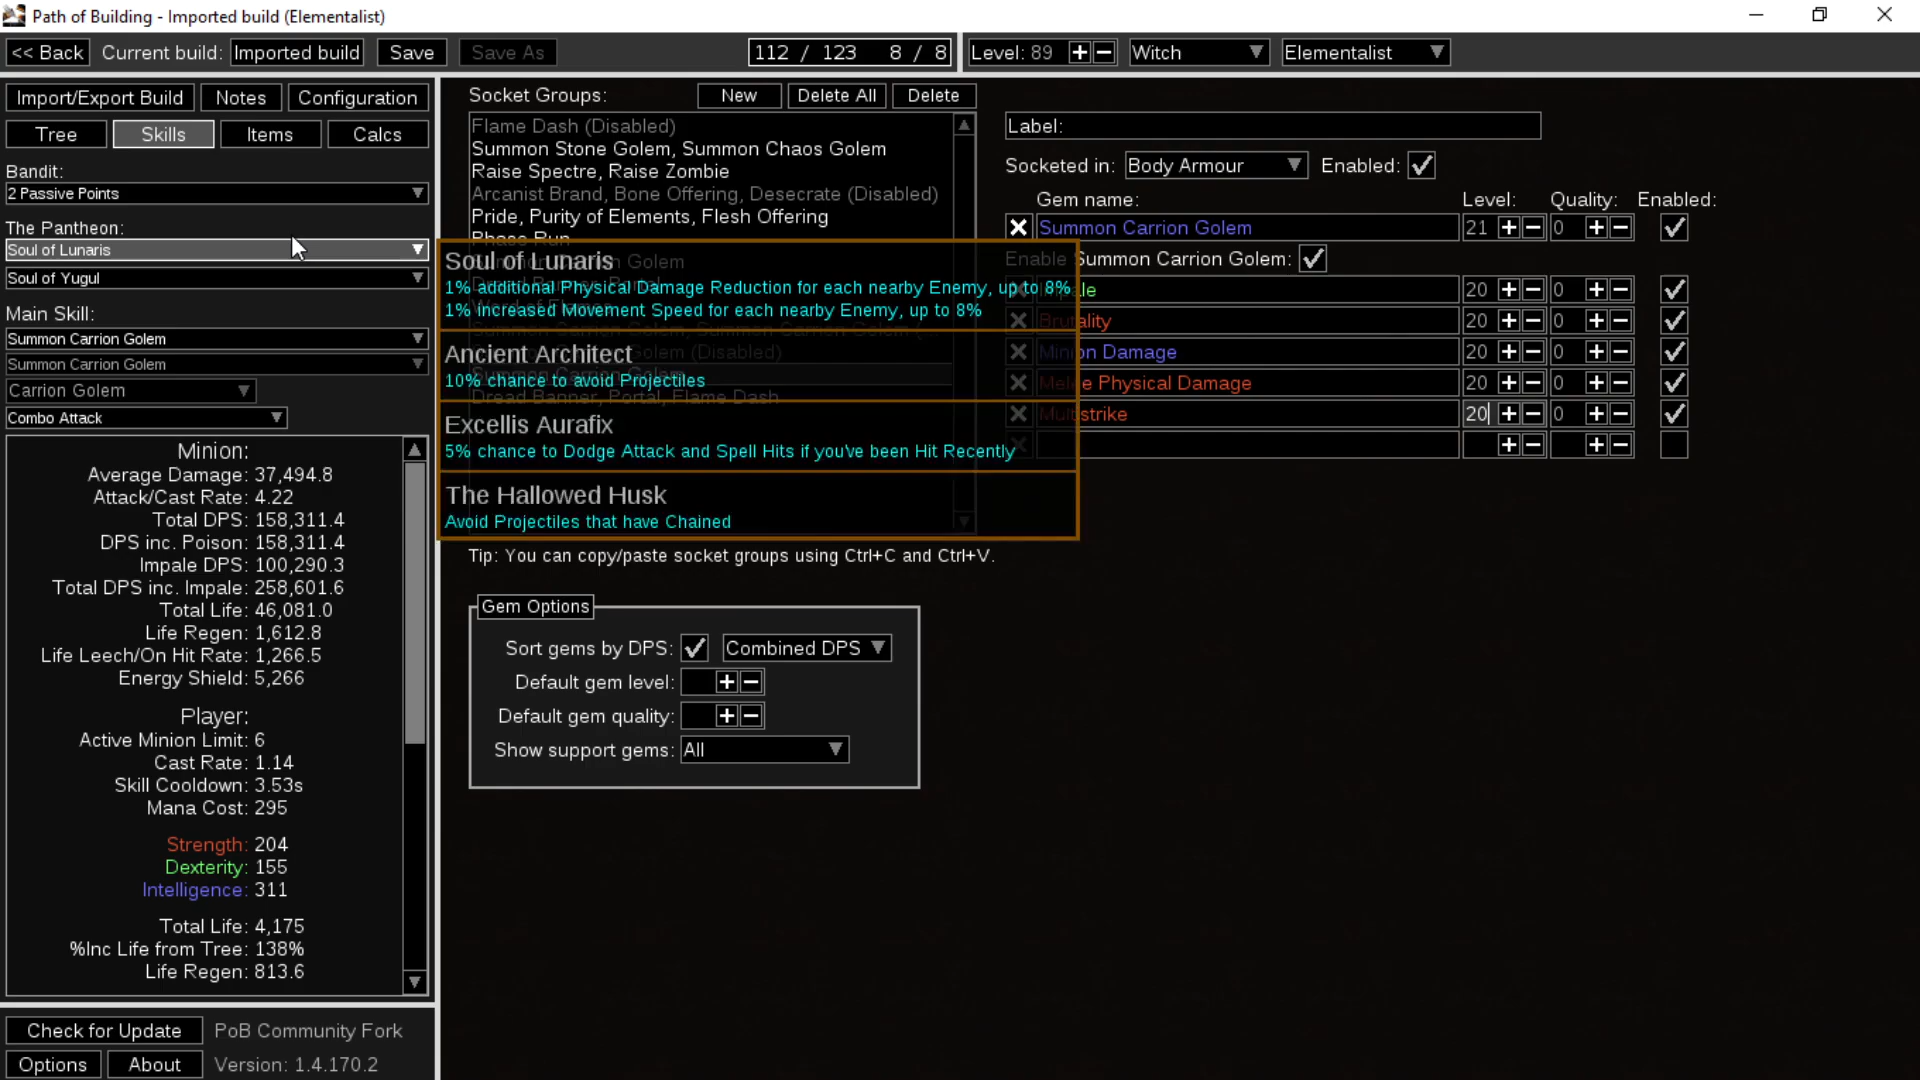 Path of Building - Imported build (Elementalist)
<< Back Current build: Imported build Save Save As 112 / 123 8 / 8 Level: 89 Witch Elementalist
Import/Export Build Notes Configuration
Tree Skills Items Calcs
Bandit:
2 Passive Points
The Pantheon:
Soul of Lunaris
Soul of Yugul
Main Skill:
Summon Carrion Golem
Summon Carrion Golem
Carrion Golem
Combo Attack
Minion:
Average Damage: 37,494.8
Attack/Cast Rate: 4.22
Total DPS: 158,311.4
DPS inc. Poison: 158,311.4
Impale DPS: 100,290.3
Total DPS inc. Impale: 258,601.6
Total Life: 46,081.0
Life Regen: 1,612.8
Life Leech/On Hit Rate: 1,266.5
Energy Shield: 5,266
Player:
Active Minion Limit: 6
Cast Rate: 1.14
Skill Cooldown: 3.53s
Mana Cost: 295
Strength: 204
Dexterity: 155
Intelligence: 311
Total Life: 4,175
%Inc Life from Tree: 138%
Life Regen: 813.6
Check for Update PoB Community Fork
Options About Version: 1.4.170.2
Socket Groups: New Delete All Delete
Flame Dash (Disabled)
Summon Stone Golem, Summon Chaos Golem
Raise Spectre, Raise Zombie
Arcanist Brand, Bone Offering, Desecrate (Disabled)
Pride, Purity of Elements, Flesh Offering
Phase Run
Soul of Lunaris
1% additional Physical Damage Reduction for each nearby Enemy, up to 8%
1% increased Movement Speed for each nearby Enemy, up to 8%
Ancient Architect
10% chance to avoid Projectiles
Dread Banner, Portal, Flame Dash
Excellis Aurafix
5% chance to Dodge Attack and Spell Hits if you've been Hit Recently
The Hallowed Husk
Avoid Projectiles that have Chained
Tip: You can copy/paste socket groups using Ctrl+C and Ctrl+V.
Gem Options
Sort gems by DPS: Combined DPS
Default gem level:
Default gem quality:
Show support gems: All
Label:
Socketed in: Body Armour Enabled:
Gem name: Level: Quality: Enabled:
Summon Carrion Golem 21 0
Enable Summon Carrion Golem:
Impale 20 0
Brutality 20 0
Minion Damage 20 0
Melee Physical Damage 20 0
Multistrike 20 0